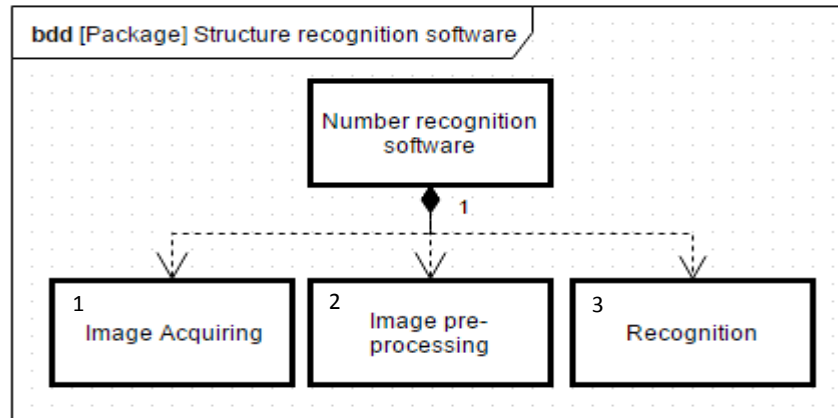 bdd [Package] Structure recognition software
Number recognition
software
1
1
Image Acquiring
2
Image pre-
processing
3
Recognition